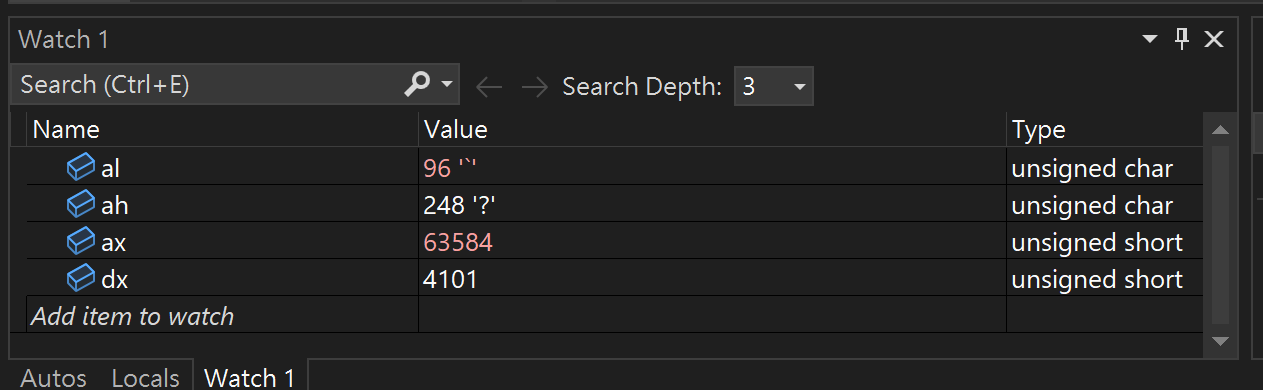 Watch 1
Search (Ctrl+E) Search Depth: 3
Name Value Type
al 96 '`' unsigned char
ah 248 '?' unsigned char
ax 63584 unsigned short
dx 4101 unsigned short
Add item to watch
Autos Locals Watch 1